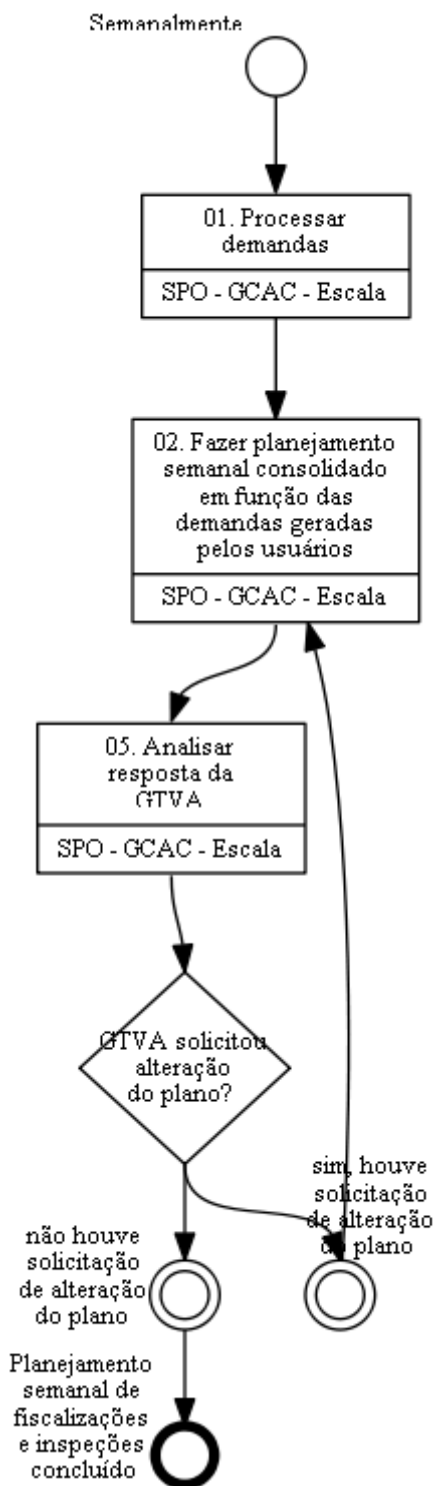 Semanalmente
01. Processar
demandas
SPO - GCAC - Escala
02. Fazer planejamento
semanal consolidado
em função das
demandas geradas
pelos usuários
SPO - GCAC - Escala
05. Analisar
resposta da
GTVA
SPO - GCAC - Escala
GTVA solicitou
alteração
do plano?
sim, houve
solicitação
de alteração
do plano
não houve
solicitação
de alteração
do plano
Planejamento
semanal de
fiscalizações
e inspeções
concluído